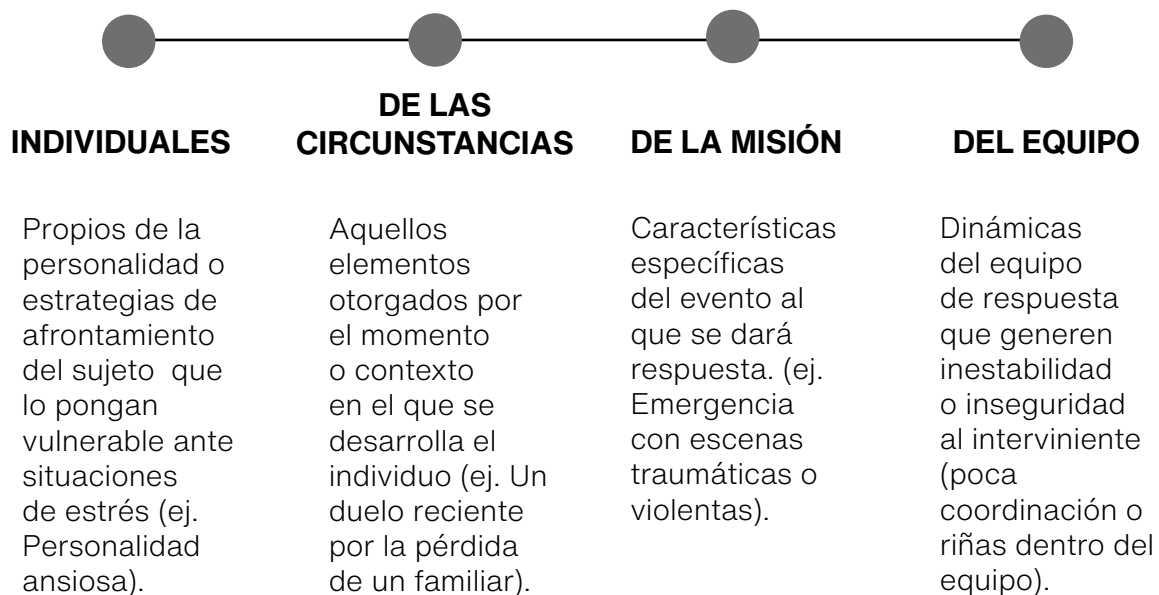 INDIVIDUALES
Propios de la
personalidad o
estrategias de
afrontamiento
del sujeto que
lo pongan
vulnerable ante
situaciones
de estrés (ej.
Personalidad
ansiosa).
DE LAS
CIRCUNSTANCIAS
Aquellos
elementos
otorgados por
el momento
o contexto
en el que se
desarrolla el
individuo (ej. Un
duelo reciente
por la pérdida
de un familiar).
DE LA MISIÓN
Características
específicas
del evento al
que se dará
respuesta. (ej.
Emergencia
con escenas
traumáticas o
violentas).
DEL EQUIPO
Dinámicas
del equipo
de respuesta
que generen
inestabilidad
o inseguridad
al interviniente
(poca
coordinación o
riñas dentro del
equipo).